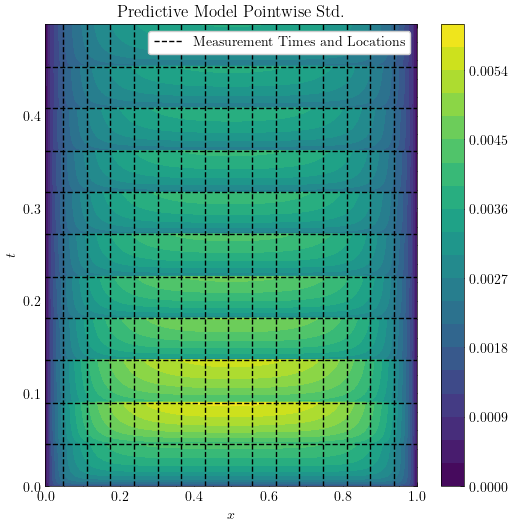 Predictive Model Pointwise Std.
Measurement Times and Locations
0.4
0.3
0.2
0.1
0.0
t
0.0 0.2 0.4 0.6 0.8 1.0
x
0.0054
0.0045
0.0036
0.0027
0.0018
0.0009
0.0000